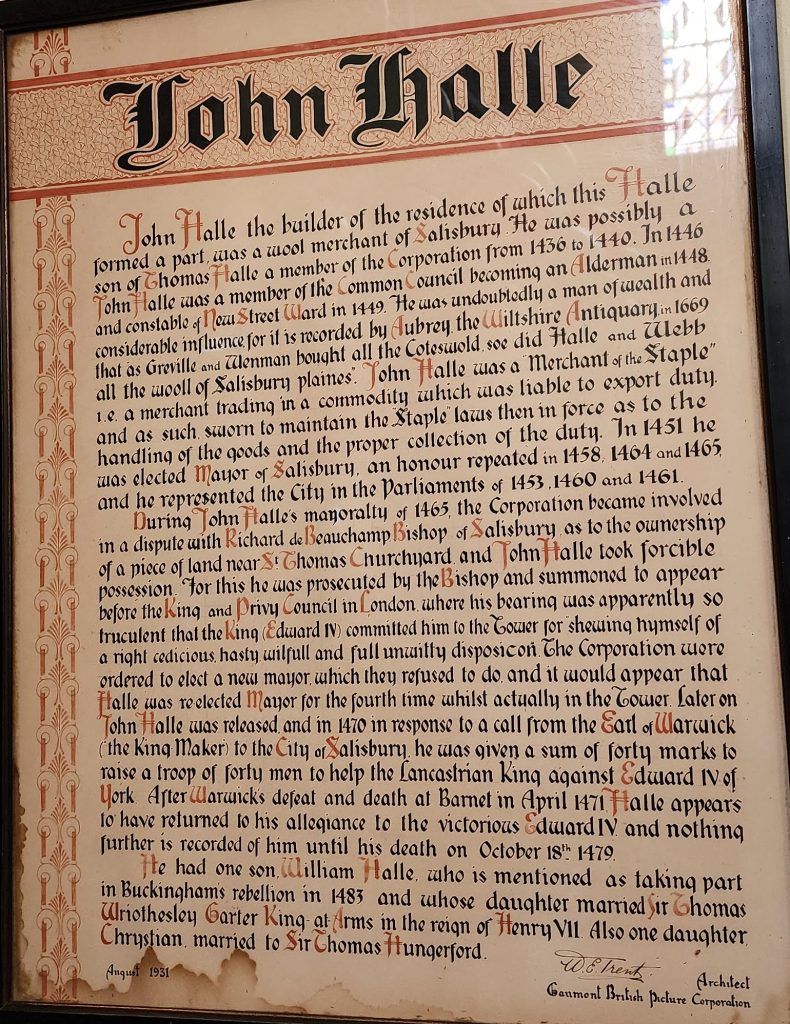 John Halle
John Halle the builder of the residence of which this Halle
formed a part, was a wool merchant of Salisbury. He was possibly a
son of Thomas Halle a member of the Corporation from 1436 to 1440. In 1446
John Halle was a member of the Common Council becoming an Alderman in 1448,
and constable of New Street Ward in 1449. He was undoubtedly a man of wealth and
considerable influence, for it is recorded by Aubrey, the Wiltshire Antiquary, in 1669
that as Greville and Wenman bought all the Coteswold, soe did Halle and Webb
all the wooll of Salisbury plaines". John Halle was a "Merchant of the Staple"
i.e. a merchant trading in a commodity which was liable to export duty,
and as such, sworn to maintain the "Staple" laws then in force as to the
handling of the goods and the proper collection of the duty. In 1451 he
was elected Mayor of Salisbury, an honour repeated in 1458, 1464 and 1465,
and he represented the City in the Parliaments of 1453, 1460 and 1461.
During John Halle's mayoralty of 1465, the Corporation became involved
in a dispute with Richard de Beauchamp Bishop of Salisbury, as to the ownership
of a piece of land near St Thomas Churchyard, and John Halle took forcible
possession. For this he was prosecuted by the Bishop and summoned to appear
before the King and Privy Council in London, where his bearing was apparently so
truculent that the King (Edward IV) committed him to the Tower for "shewing hymself of
a right cedicious, hasty, wilfull and full unwitty disposicon. The Corporation were
ordered to elect a new mayor, which they refused to do, and it would appear that
Halle was re-elected Mayor for the fourth time whilst actually in the Tower. Later on
John Halle was released, and in 1470 in response to a call from the Earl of Warwick
("the King Maker) to the City of Salisbury, he was given a sum of forty marks to
raise a troop of forty men to help the Lancastrian King against Edward IV of
York. After Warwick's defeat and death at Barnet in April 1471 Halle appears
to have returned to his allegiance to the victorious Edward IV and nothing
further is recorded of him until his death on October 18th 1479.
He had one son, William Halle, who is mentioned as taking part
in Buckingham's rebellion in 1483 and whose daughter married Sir Thomas
Wriothesley Garter King-at-Arms in the reign of Henry VII. Also one daughter,
Chrystian, married to Sir Thomas Hungerford.
August 1931
W.E. Trent.
Architect
Gaumont British Picture Corporation